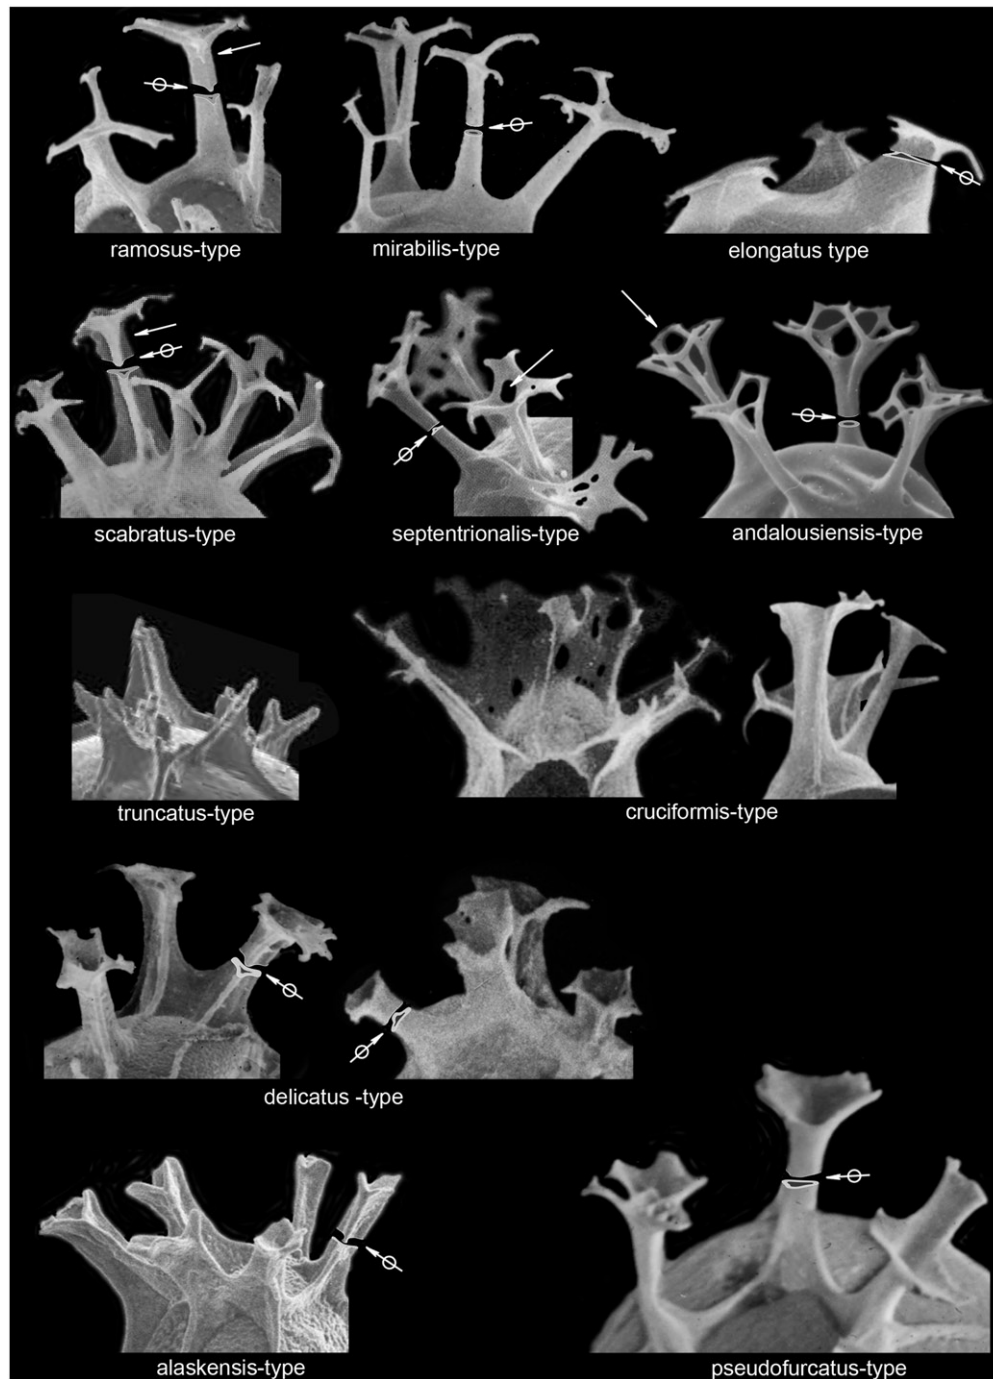 ramosus-type
mirabilis-type
elongatus type
scabratus-type
septentrionalis-type
andalousiensis-type
truncatus-type
cruciformis-type
delicatus -type
alaskensis-type
pseudofurcatus-type